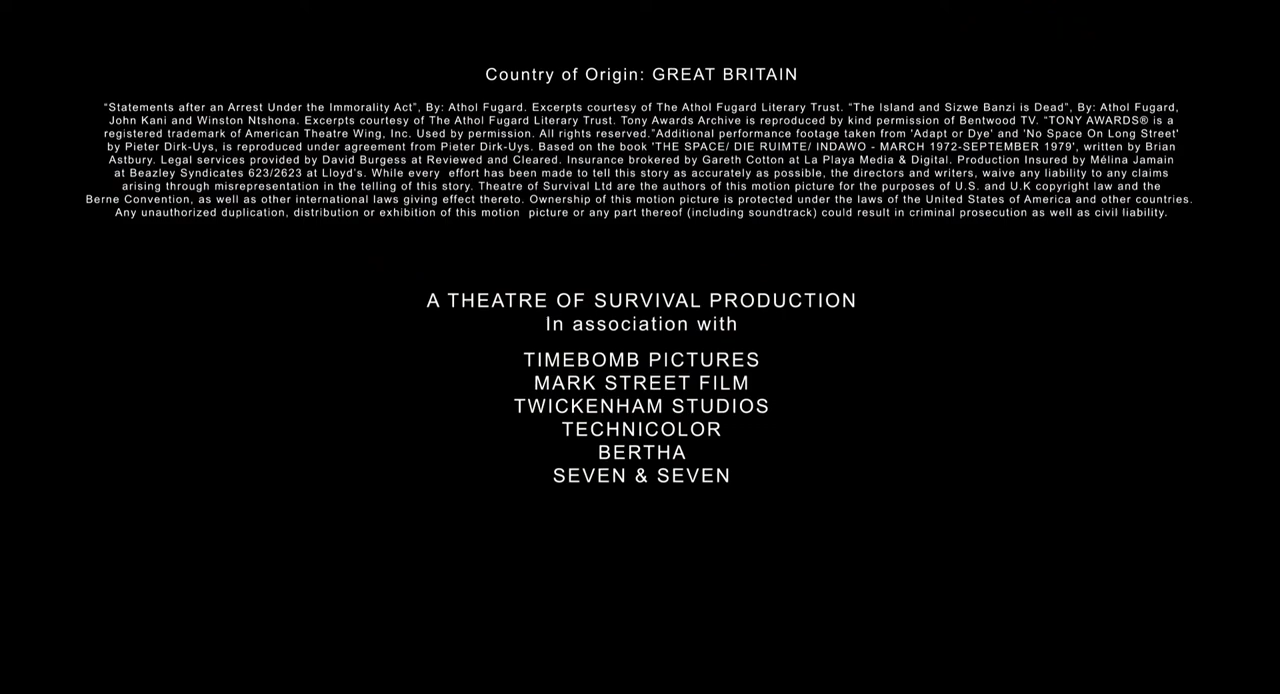 Country of Origin: GREAT BRITAIN
“Statements after an Arrest Under the Immorality Act”, By: Athol Fugard. Excerpts courtesy of The Athol Fugard Literary Trust. “The Island and Sizwe Banzi is Dead”, By: Athol Fugard,
John Kani and Winston Ntshona. Excerpts courtesy of The Athol Fugard Literary Trust. Tony Awards Archive is reproduced by kind permission of Bentwood TV. “TONY AWARDS® is a
registered trademark of American Theatre Wing, Inc. Used by permission. All rights reserved.”Additional performance footage taken from 'Adapt or Dye' and 'No Space On Long Street'
by Pieter Dirk-Uys, is reproduced under agreement from Pieter Dirk-Uys. Based on the book 'THE SPACE/ DIE RUIMTE/ INDAWO - MARCH 1972-SEPTEMBER 1979', written by Brian
Astbury. Legal services provided by David Burgess at Reviewed and Cleared. Insurance brokered by Gareth Cotton at La Playa Media & Digital. Production Insured by Mélina Jamain
at Beazley Syndicates 623/2623 at Lloyd’s. While every effort has been made to tell this story as accurately as possible, the directors and writers, waive any liability to any claims
arising through misrepresentation in the telling of this story. Theatre of Survival Ltd are the authors of this motion picture for the purposes of U.S. and U.K copyright law and the
Berne Convention, as well as other international laws giving effect thereto. Ownership of this motion picture is protected under the laws of the United States of America and other countries.
Any unauthorized duplication, distribution or exhibition of this motion picture or any part thereof (including soundtrack) could result in criminal prosecution as well as civil liability.
A THEATRE OF SURVIVAL PRODUCTION
In association with
TIMEBOMB PICTURES
MARK STREET FILM
TWICKENHAM STUDIOS
TECHNICOLOR
BERTHA
SEVEN & SEVEN